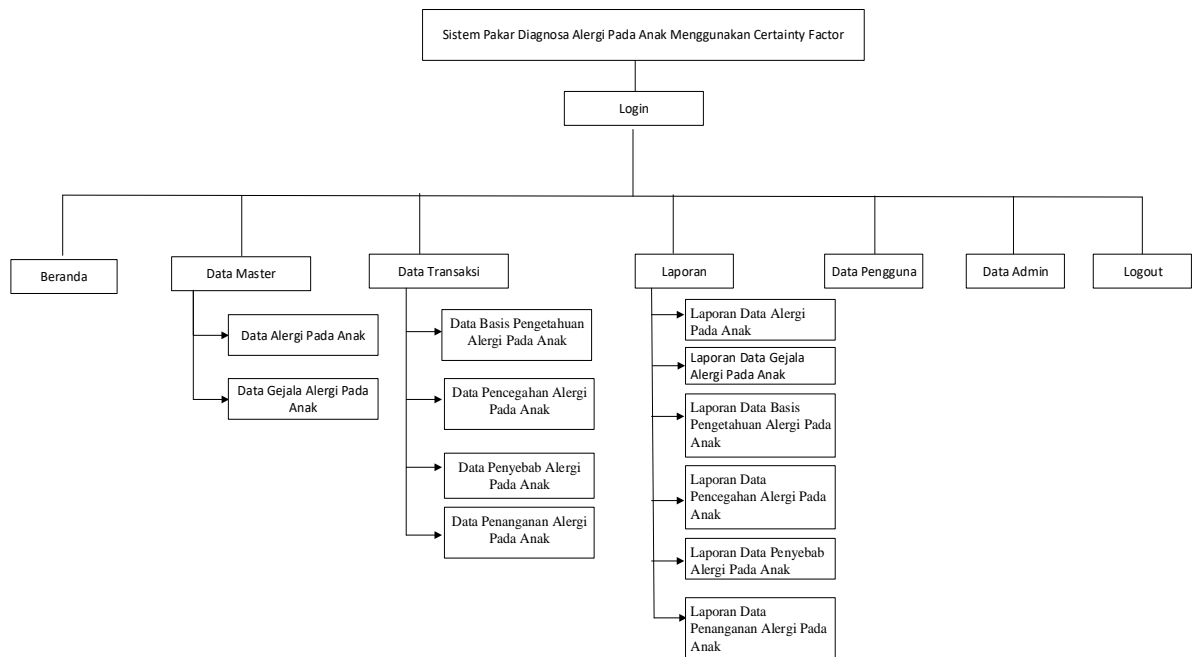 Sistem Pakar Diagnosa Alergi Pada Anak Menggunakan Certainty Factor
Login
Beranda
Data Master
Data Transaksi
Laporan
Data Pengguna
Data Admin
Logout
Data Alergi Pada Anak
Data Gejala Alergi Pada
Anak
Data Basis Pengetahuan
Alergi Pada Anak
Data Pencegahan Alergi
Pada Anak
Data Penyebab Alergi
Pada Anak
Data Penanganan Alergi
Pada Anak
Laporan Data Alergi
Pada Anak
Laporan Data Gejala
Alergi Pada Anak
Laporan Data Basis
Pengetahuan Alergi Pada
Anak
Laporan Data
Pencegahan Alergi Pada
Anak
Laporan Data Penyebab
Alergi Pada Anak
Laporan Data
Penanganan Alergi Pada
Anak